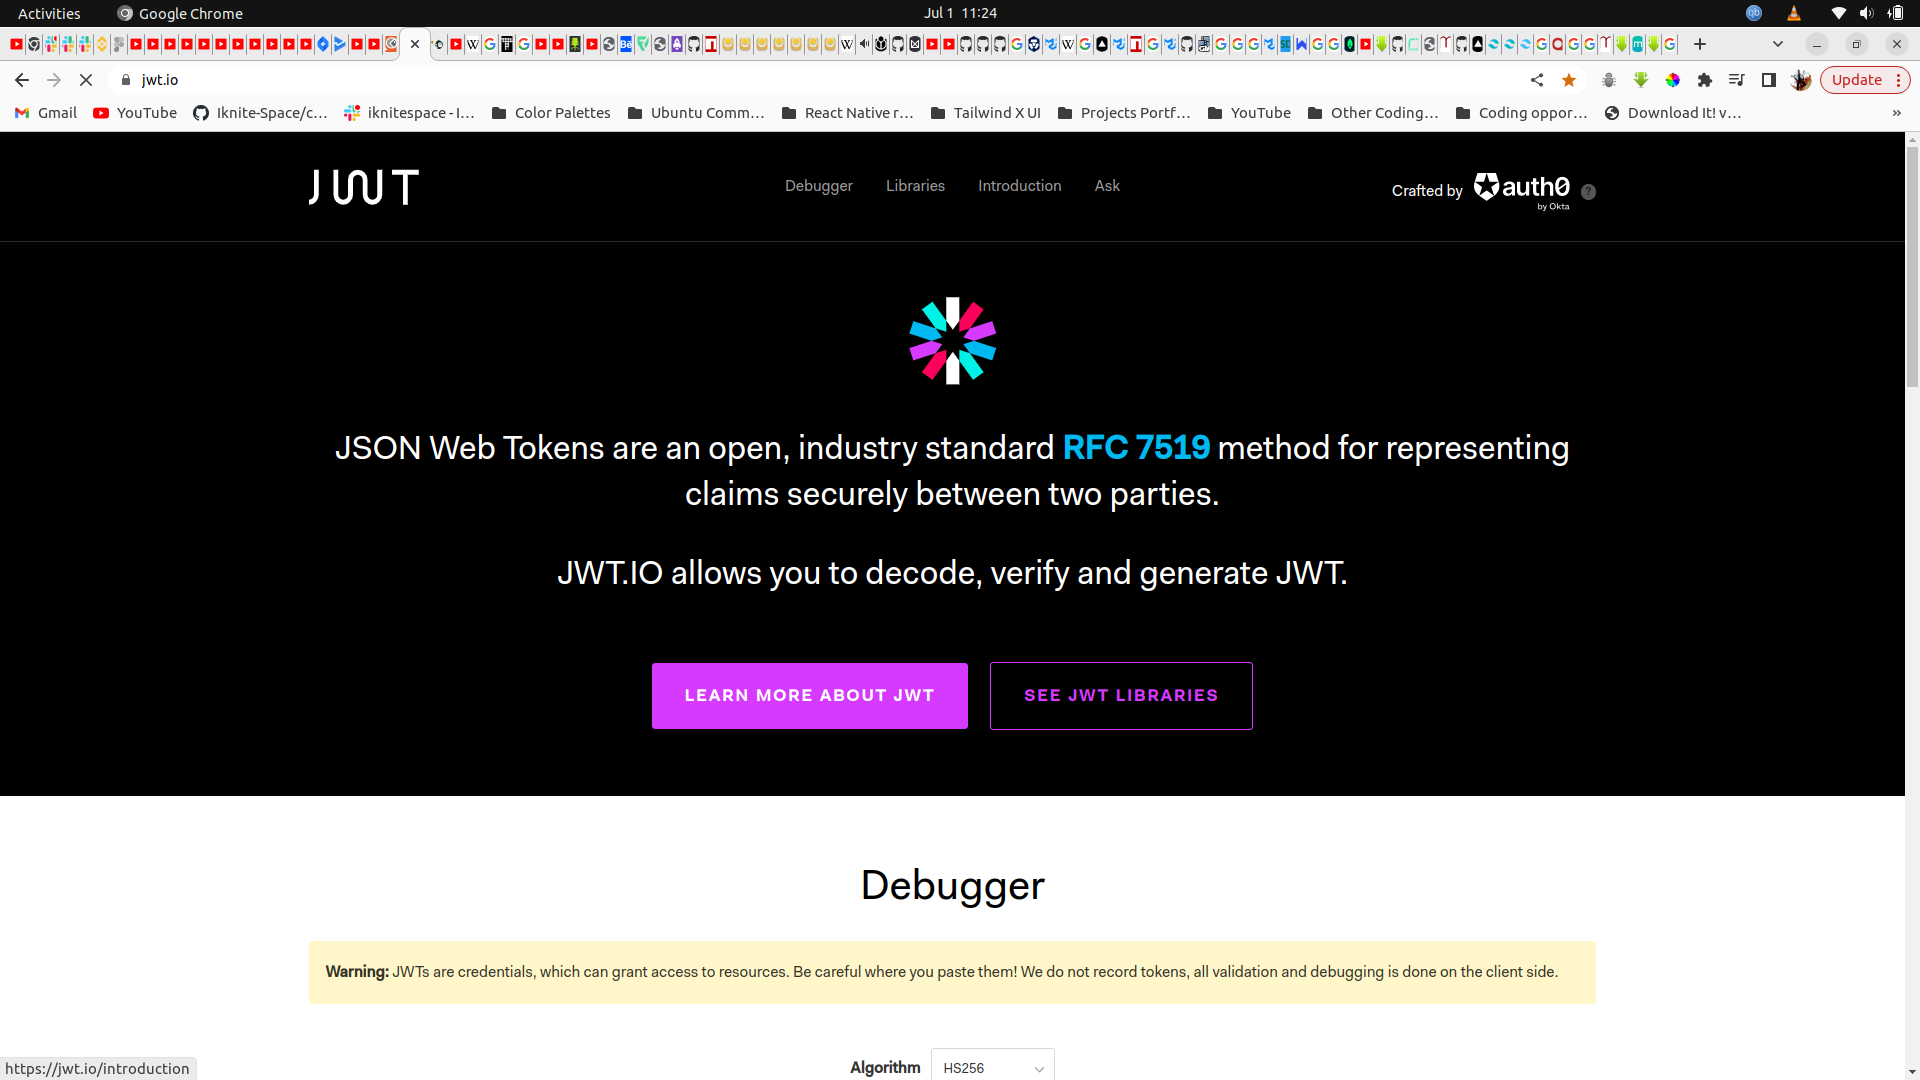 Activities Google Chrome Jul 1 11:24
jwt.io Update
Gmail YouTube Iknite-Space/c… iknitespace - I… Color Palettes Ubuntu Comm… React Native r… Tailwind X UI Projects Portf… YouTube Other Coding… Coding oppor… Download It! v… »
JWT Debugger Libraries Introduction Ask Crafted by auth0 ?
by Okta
JSON Web Tokens are an open, industry standard RFC 7519 method for representing
claims securely between two parties.
JWT.IO allows you to decode, verify and generate JWT.
LEARN MORE ABOUT JWT SEE JWT LIBRARIES
Debugger
Warning: JWTs are credentials, which can grant access to resources. Be careful where you paste them! We do not record tokens, all validation and debugging is done on the client side.
Algorithm HS256
https://jwt.io/introduction